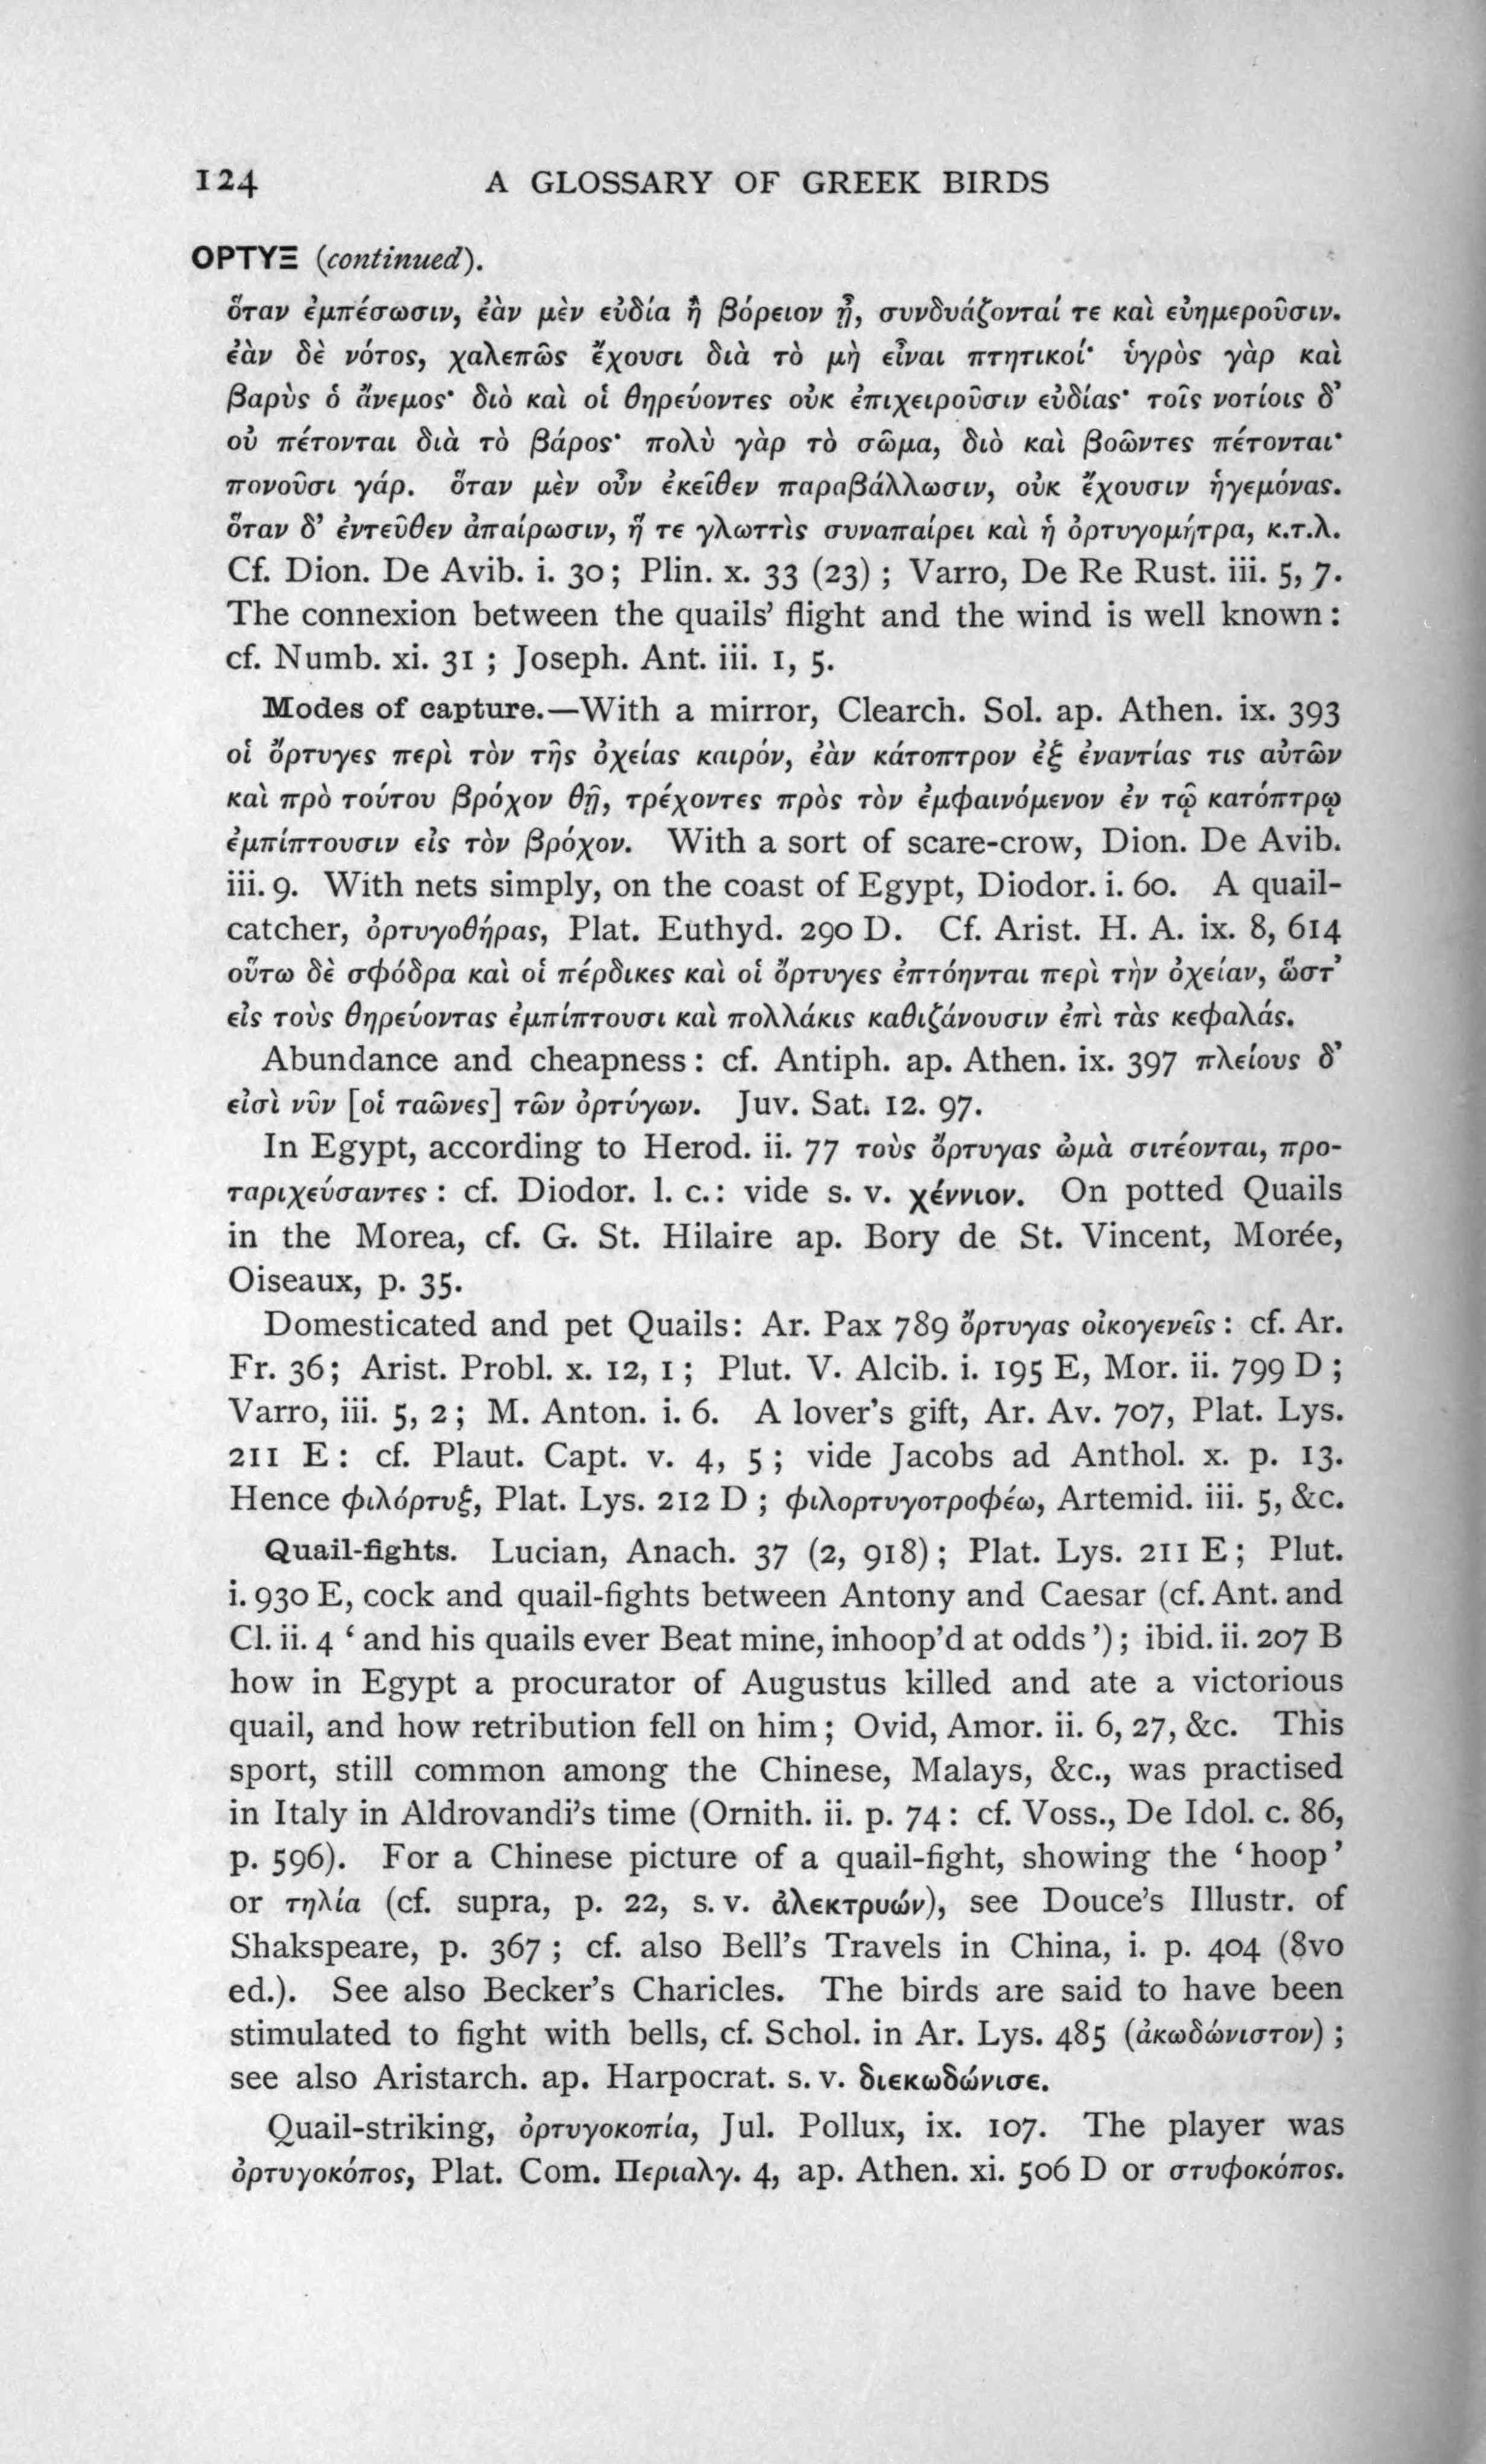 124 A GLOSSARY OF GREEK BIRDS
ΟΡΤΥΞ (continued).
ὅταν ἐμπέσωσιν, ἐὰν μὲν εὐδία ἢ βόρειον ᾖ, συνδυάζονταί τε καὶ εὐημεροῦσιν.
ἐὰν δὲ νότος, χαλεπῶς ἔχουσι διὰ τὸ μὴ εἶναι πτητικοί· ὑγρὸς γὰρ καὶ
βαρὺς ὁ ἄνεμος· διὸ καὶ οἱ θηρεύοντες οὐκ ἐπιχειροῦσιν εὐδίας· τοῖς νοτίοις δ’
οὐ πέτονται διὰ τὸ βάρος· πολὺ γὰρ τὸ σῶμα, διὸ καὶ βοῶντες πέτονται·
πονοῦσι γάρ. ὅταν μὲν οὖν ἐκεῖθεν παραβάλλωσιν, οὐκ ἔχουσιν ἡγεμόνας.
ὅταν δ’ ἐντεῦθεν ἀπαίρωσιν, ἥ τε γλωττὶς συναπαίρει καὶ ἡ ὀρτυγομήτρα, κ.τ.λ.
Cf. Dion. De Avib. i. 30; Plin. x. 33 (23) ; Varro, De Re Rust. iii. 5, 7.
The connexion between the quails’ flight and the wind is well known :
cf. Numb. xi. 31 ; Joseph. Ant. iii. 1, 5.
Modes of capture.—With a mirror, Clearch. Sol. ap. Athen. ix. 393
οἱ ὄρτυγες περὶ τὸν τῆς ὀχείας καιρόν, ἐὰν κάτοπτρον ἐξ ἐναντίας τις αὐτῶν
καὶ πρὸ τούτου βρόχον θῇ, τρέχοντες πρὸς τὸν ἐμφαινόμενον ἐν τῷ κατόπτρῳ
ἐμπίπτουσιν εἰς τὸν βρόχον. With a sort of scare-crow, Dion. De Avib.
iii. 9. With nets simply, on the coast of Egypt, Diodor. i. 60. A quail-
catcher, ὀρτυγοθήρας, Plat. Euthyd. 290 D. Cf. Arist. H. A. ix. 8, 614
οὕτω δὲ σφόδρα καὶ οἱ πέρδικες καὶ οἱ ὄρτυγες ἐπτόηνται περὶ τὴν ὀχείαν, ὥστ’
εἰς τοὺς θηρεύοντας ἐμπίπτουσι καὶ πολλάκις καθιζάνουσιν ἐπὶ τὰς κεφαλάς.
Abundance and cheapness : cf. Antiph. ap. Athen. ix. 397 πλείους δ’
εἰσὶ νῦν [οἱ ταῶνες] τῶν ὀρτύγων. Juv. Sat. 12. 97.
In Egypt, according to Herod. ii. 77 τοὺς ὄρτυγας ὠμὰ σιτέονται, προ-
ταριχεύσαντες : cf. Diodor. l. c.: vide s. v. χέννιον. On potted Quails
in the Morea, cf. G. St. Hilaire ap. Bory de St. Vincent, Morée,
Oiseaux, p. 35.
Domesticated and pet Quails: Ar. Pax 789 ὄρτυγας οἰκογενεῖς : cf. Ar.
Fr. 36; Arist. Probl. x. 12, 1 ; Plut. V. Alcib. i. 195 E, Mor. ii. 799 D ;
Varro, iii. 5, 2 ; M. Anton. i. 6. A lover’s gift, Ar. Av. 707, Plat. Lys.
211 E : cf. Plaut. Capt. v. 4, 5 ; vide Jacobs ad Anthol. x. p. 13.
Hence φιλόρτυξ, Plat. Lys. 212 D ; φιλορτυγοτροφέω, Artemid. iii. 5, &c.
Quail-fights. Lucian, Anach. 37 (2, 918) ; Plat. Lys. 211 E ; Plut.
i. 930 E, cock and quail-fights between Antony and Caesar (cf. Ant. and
Cl. ii. 4 ‘ and his quails ever Beat mine, inhoop’d at odds ’) ; ibid. ii. 207 B
how in Egypt a procurator of Augustus killed and ate a victorious
quail, and how retribution fell on him ; Ovid, Amor. ii. 6, 27, &c. This
sport, still common among the Chinese, Malays, &c., was practised
in Italy in Aldrovandi’s time (Ornith. ii. p. 74 : cf. Voss., De Idol. c. 86,
p. 596). For a Chinese picture of a quail-fight, showing the ‘hoop’
or τηλία (cf. supra, p. 22, s. v. ἀλεκτρυών), see Douce’s Illustr. of
Shakspeare, p. 367 ; cf. also Bell’s Travels in China, i. p. 404 (8vo
ed.). See also Becker’s Charicles. The birds are said to have been
stimulated to fight with bells, cf. Schol. in Ar. Lys. 485 (ἀκωδώνιστον) ;
see also Aristarch. ap. Harpocrat. s. v. διεκωδώνισε.
Quail-striking, ὀρτυγοκοπία, Jul. Pollux, ix. 107. The player was
ὀρτυγοκόπος, Plat. Com. Περιαλγ. 4, ap. Athen. xi. 506 D or στυφοκόπος.